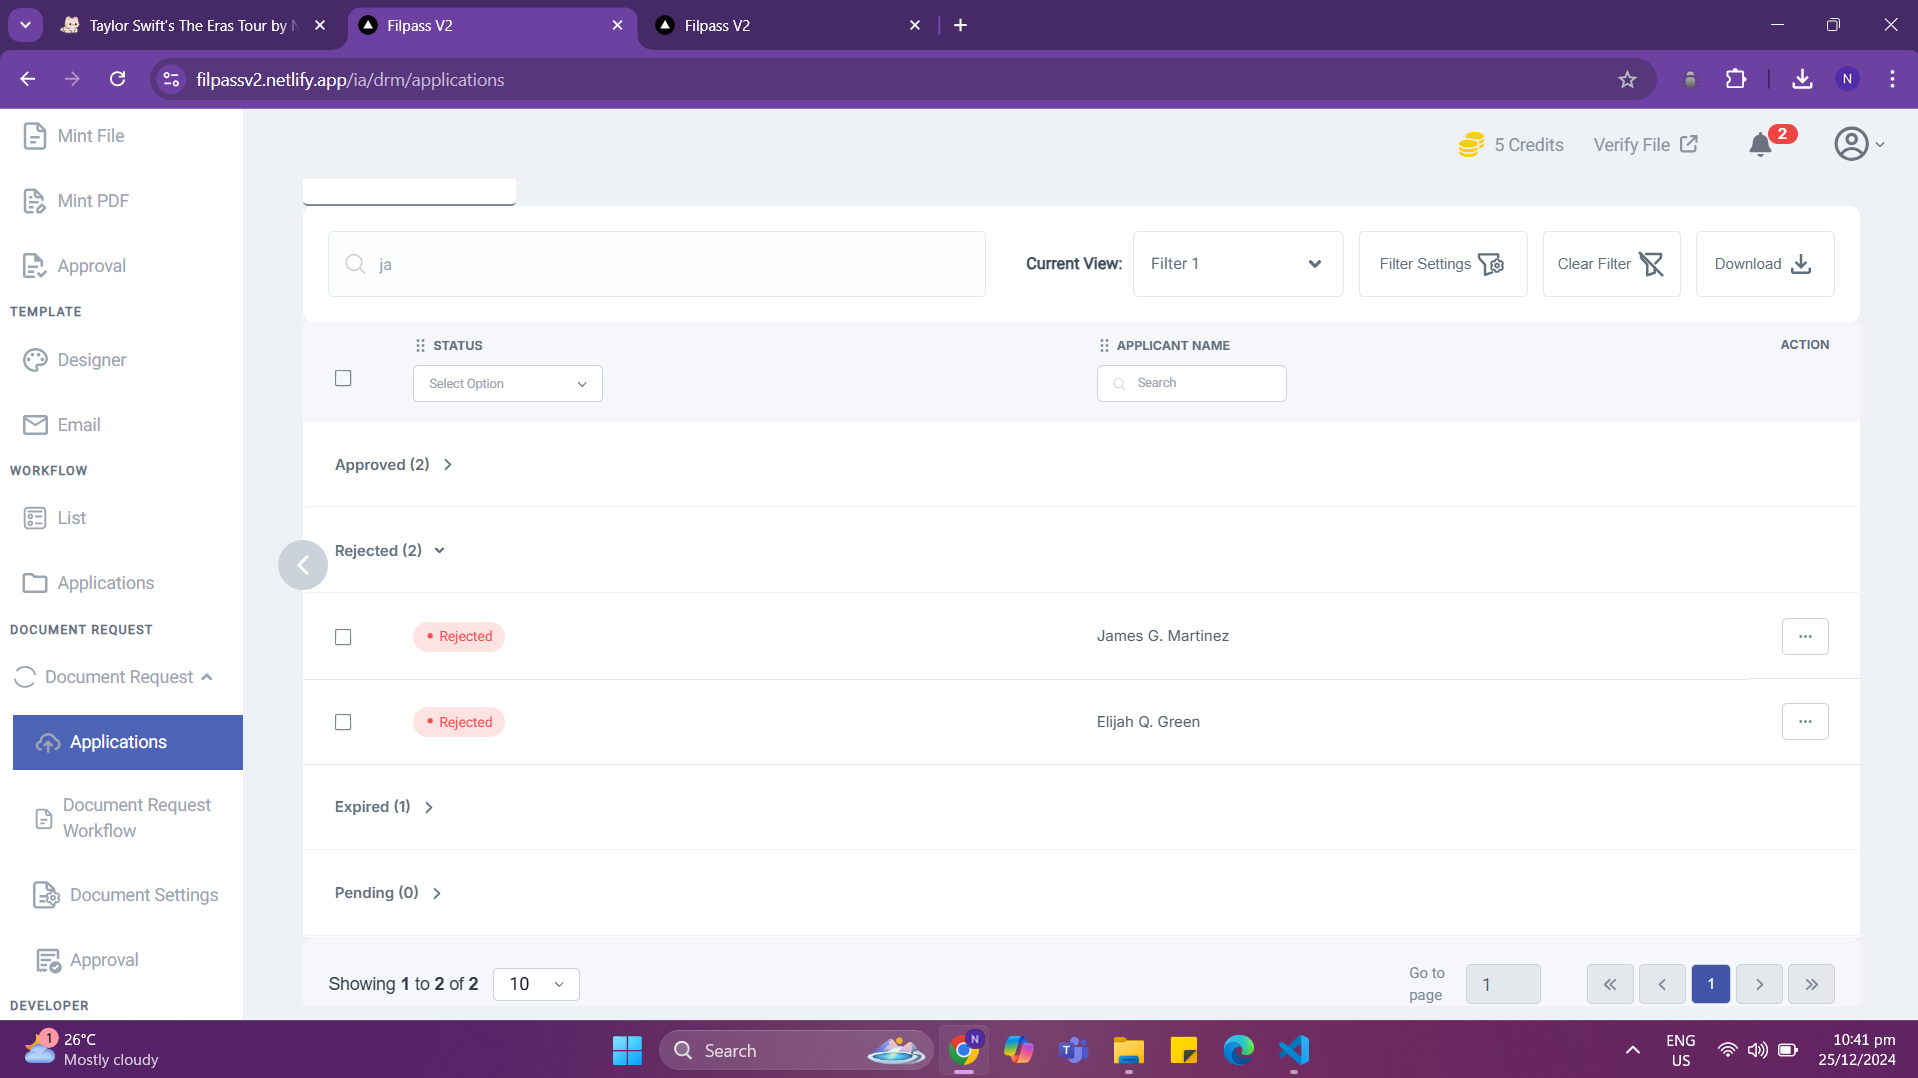 Taylor Swift's The Eras Tour by
Filpass V2
Filpass V2
filpassv2.netlify.app/ia/drm/applications
N
Mint File
Mint PDF
Approval
TEMPLATE
Designer
Email
WORKFLOW
List
Applications
DOCUMENT REQUEST
Document Request
Applications
Document Request
Workflow
Document Settings
Approval
DEVELOPER
5 Credits
Verify File
2
ja
Current View:
Filter 1
Filter Settings
Clear Filter
Download
STATUS
APPLICANT NAME
ACTION
Select Option
Search
Approved (2)
Rejected (2)
Rejected
James G. Martinez
Rejected
Elijah Q. Green
Expired (1)
Pending (0)
Showing 1 to 2 of 2
10
Go to
page
1
1
1
26°C
Mostly cloudy
Search
N
T
ENG
US
10:41 pm
25/12/2024